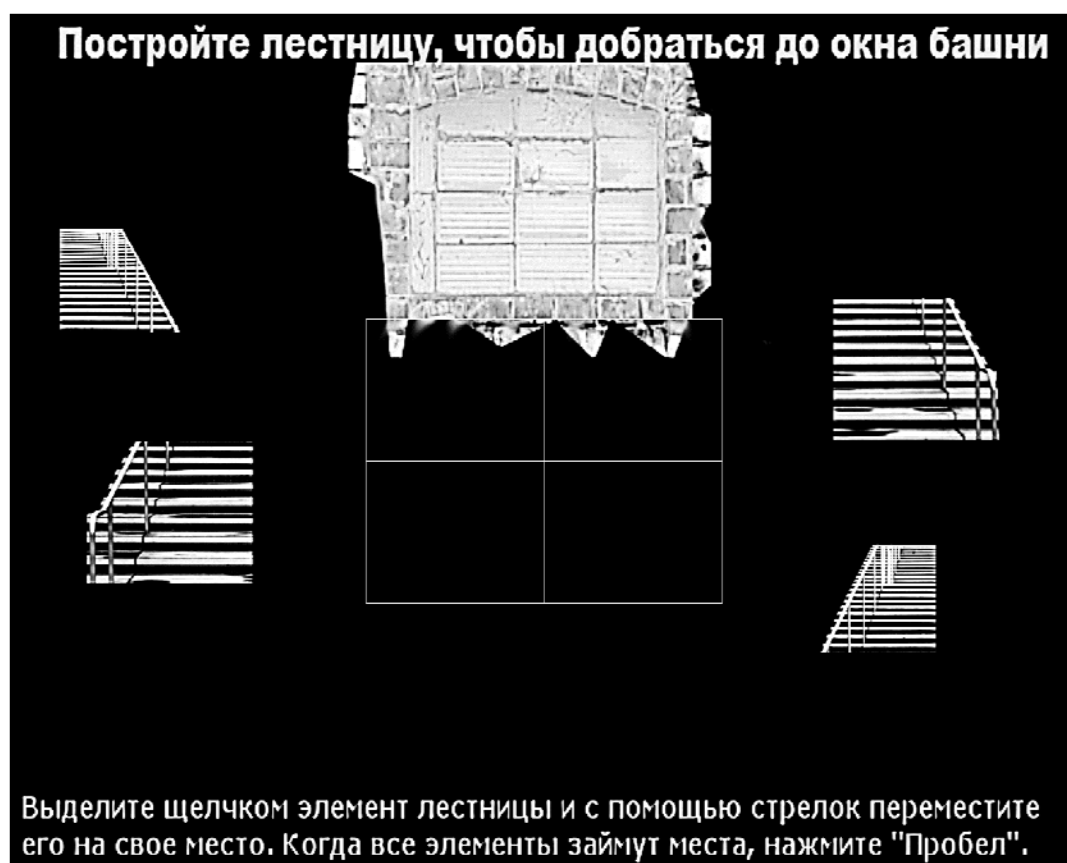 Постройте лестницу, чтобы добраться до окна башни
Выделите щелчком элемент лестницы и с помощью стрелок переместите
его на свое место. Когда все элементы займут места, нажмите "Пробел".